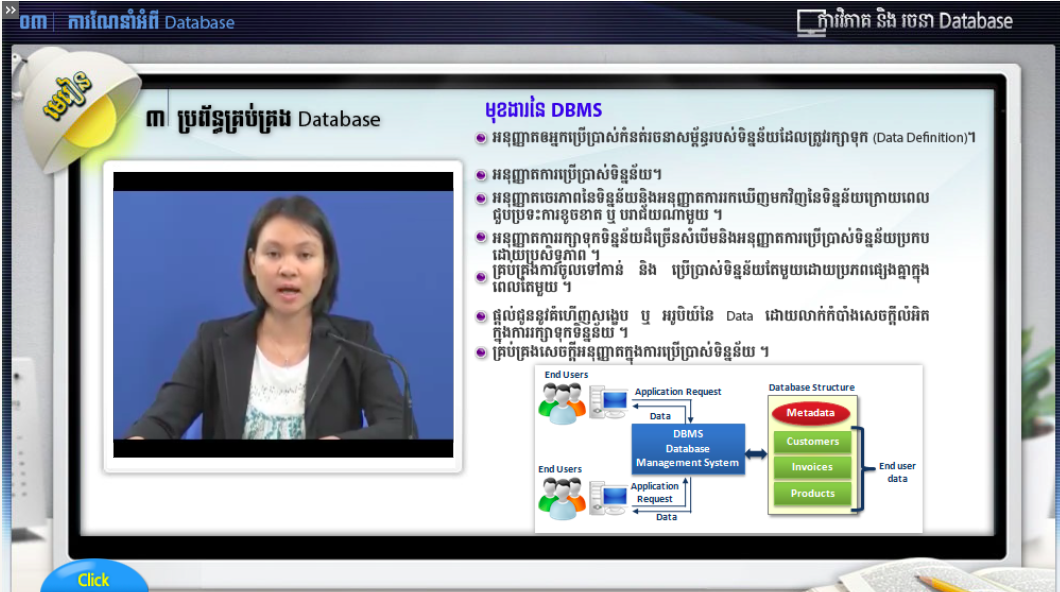 ០៣ ការណែនាំអំពី Database
ការវិភាគ និង រចនា Database
មេរៀន
៣ ប្រព័ន្ធគ្រប់គ្រង Database
មុខងារនៃ DBMS
អនុញ្ញាតឲអ្នកប្រើប្រាស់កំនត់រចនាសម្ព័ន្ធរបស់ទិន្នន័យដែលត្រូវរក្សាទុក (Data Definition)។
អនុញ្ញាតការប្រើប្រាស់ទិន្នន័យ។
អនុញ្ញាតចេរភាពនៃទិន្នន័យនិងអនុញ្ញាតការរកឃើញមកវិញនៃទិន្នន័យក្រោយពេល
ជួបប្រទះការខូចខាត ឬ បរាជ័យណាមួយ ។
អនុញ្ញាតការរក្សាទុកទិន្នន័យដ៏ច្រើនសំបើមនិងអនុញ្ញាតការប្រើប្រាស់ទិន្នន័យប្រកប
ដោយប្រសិទ្ធភាព ។
គ្រប់គ្រងការចូលទៅកាន់ និង ប្រើប្រាស់ទិន្នន័យតែមួយដោយប្រភពផ្សេងគ្នាក្នុង
ពេលតែមួយ ។
ផ្តល់ជូននូវគំហើញសង្ខេប ឬ អរូបិយ៍នៃ Data ដោយលាក់កំបាំងសេចក្តីលំអិត
ក្នុងការរក្សាទុកទិន្នន័យ ។
គ្រប់គ្រងសេចក្តីអនុញ្ញាតក្នុងការប្រើប្រាស់ទិន្នន័យ ។
End Users
Application Request
Data
DBMS
Database
Management System
End Users
Application
Request
Data
Database Structure
Metadata
Customers
Invoices
Products
End user
data
Click